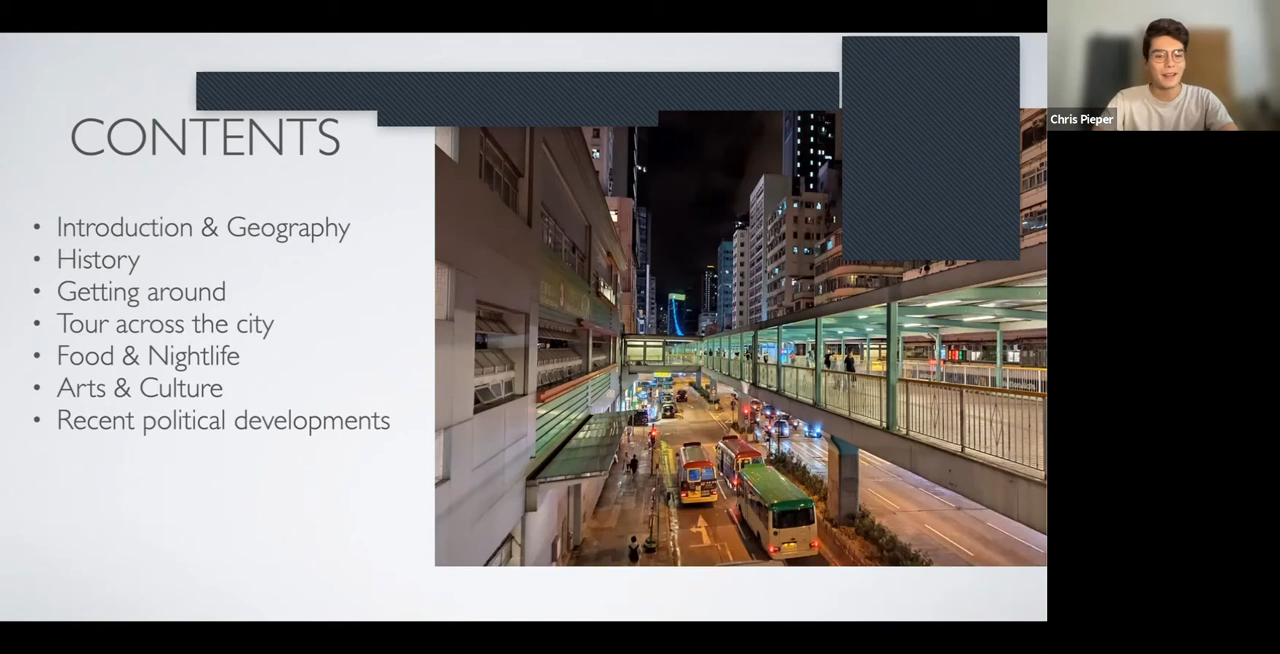 CONTENTS
• Introduction & Geography
• History
• Getting around
• Tour across the city
• Food & Nightlife
• Arts & Culture
• Recent political developments
Chris Pieper